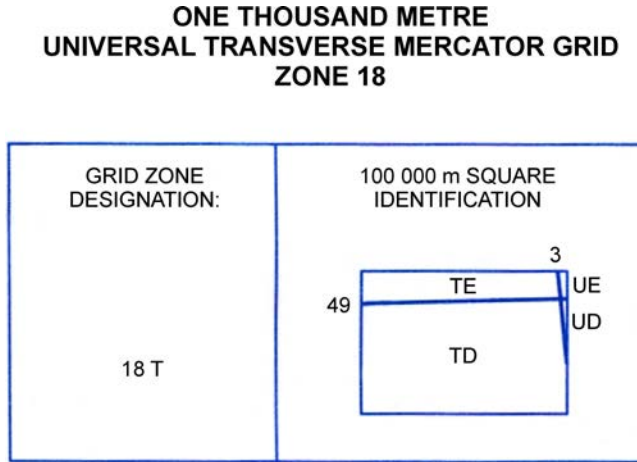 ONE THOUSAND METRE
UNIVERSAL TRANSVERSE MERCATOR GRID
ZONE 18
GRID ZONE
DESIGNATION:
18 T
100 000 m SQUARE
IDENTIFICATION
3
TE
UE
49
UD
TD